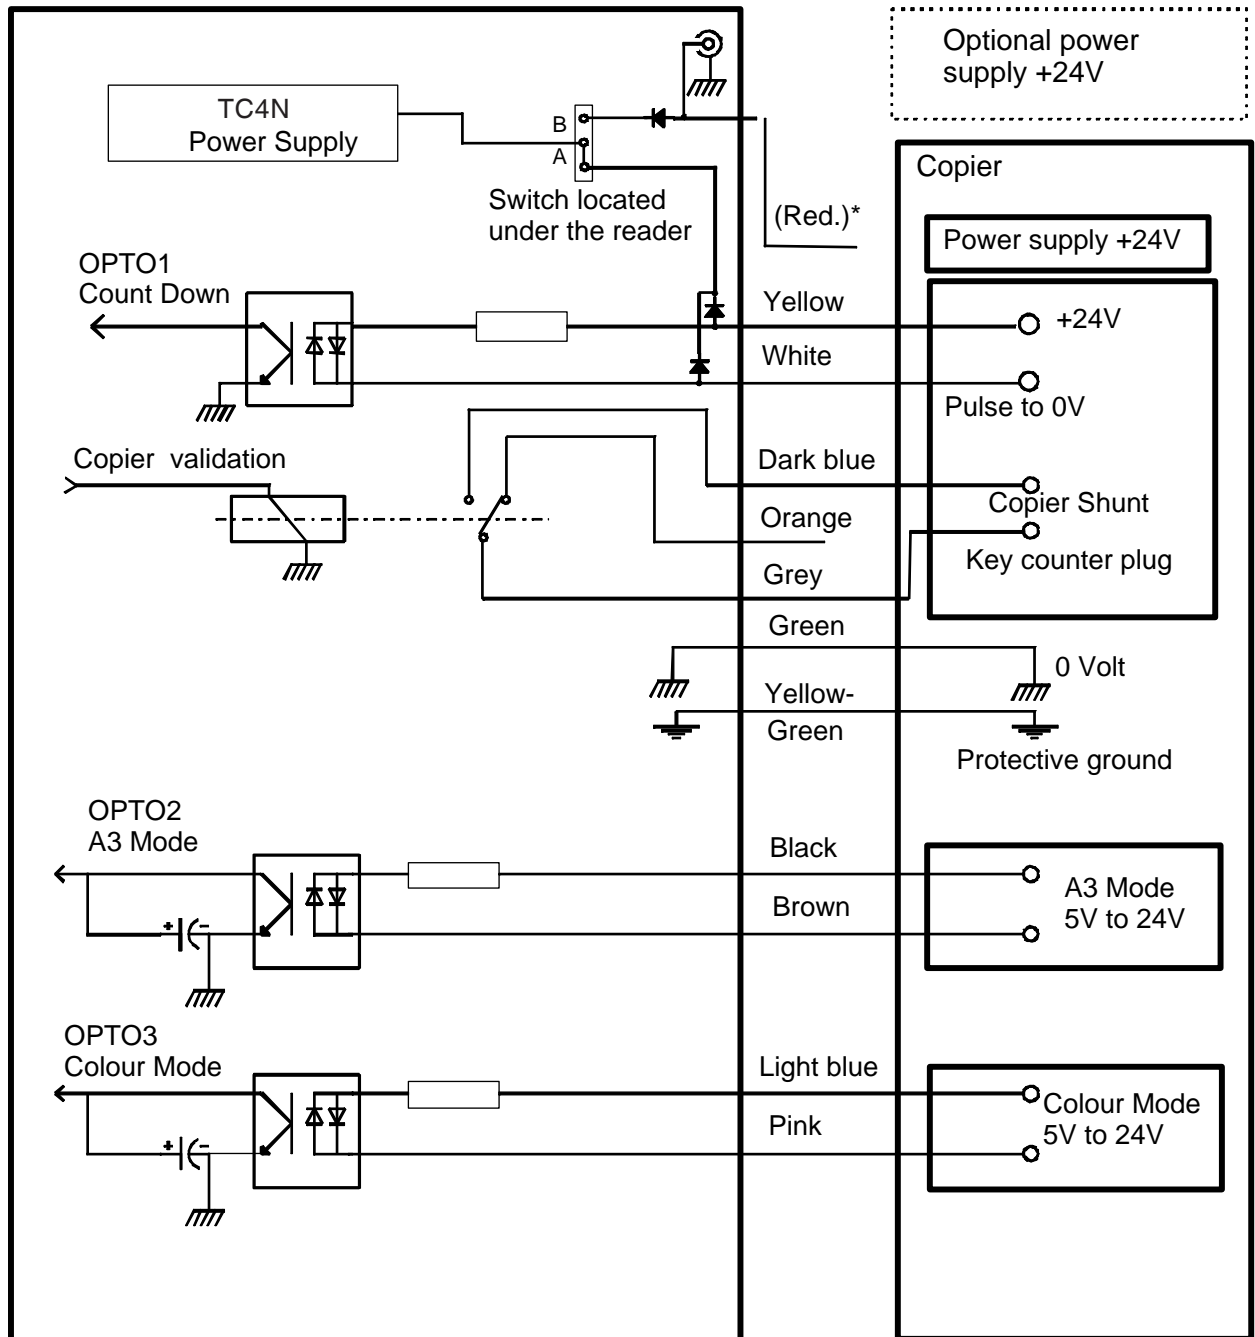 Optional power
supply +24V
TC4N
Power Supply
B
A
Switch located
under the reader
(Red.)*
Copier
Power supply +24V
OPTO1
Count Down
Yellow
+24V
White
Pulse to 0V
Copier validation
Dark blue
Copier Shunt
Orange
Key counter plug
Grey
Green
0 Volt
Yellow-
Green
Protective ground
OPTO2
A3 Mode
Black
A3 Mode
5V to 24V
Brown
+ -
OPTO3
Colour Mode
Light blue
Colour Mode
5V to 24V
Pink
+ -